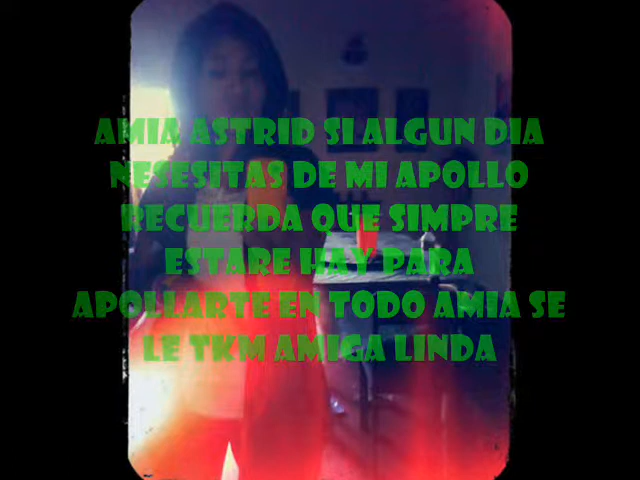 AMIA ASTRID SI ALGUN DIA
NESESITAS DE MI APOLLO
RECUERDA QUE SIMPRE
ESTARE HAY PARA
APOLLARTE EN TODO AMIA SE
LE TKM AMIGA LINDA